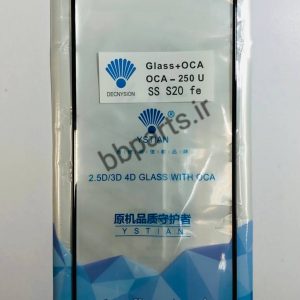 Glass+OCA
OCA-250 U
SS S20 fe
DECNYSION
bbparts.ir
®
YSTIAN
2.5D/3D 4D GLASS WITH OCA
原机品质守护者
YSTIAN